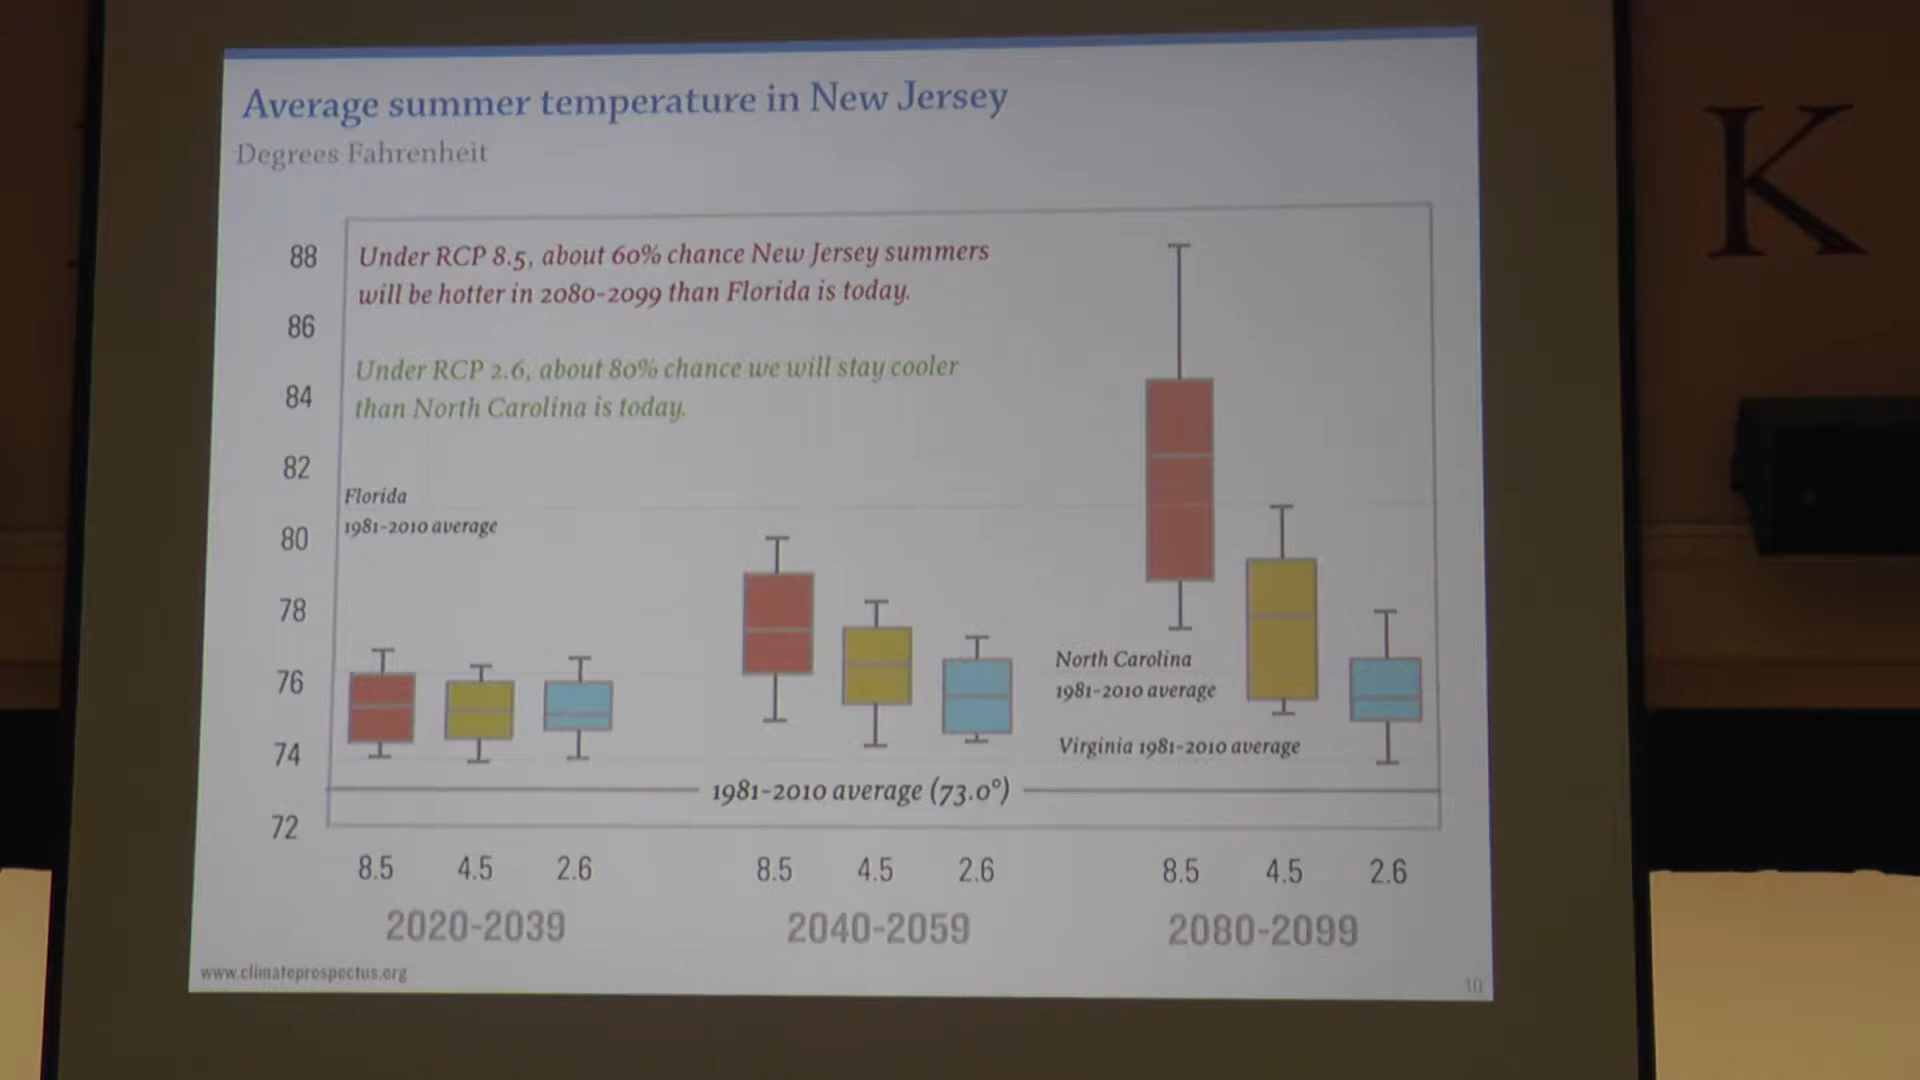 Average summer temperature in New Jersey
Degrees Fahrenheit
K
88
Under RCP 8.5, about 60% chance New Jersey summers
will be hotter in 2080-2099 than Florida is today.
86
Under RCP 2.6, about 80% chance we will stay cooler
84
than North Carolina is today.
82
Florida
1981-2010 average
80
78
North Carolina
76
1981-2010 average
74
Virginia 1981-2010 average
1981-2010 average (73.0°)
72
8.5 4.5 2.6 8.5 4.5 2.6 8.5 4.5 2.6
2020-2039 2040-2059 2080-2099
www.climateprospectus.org
10